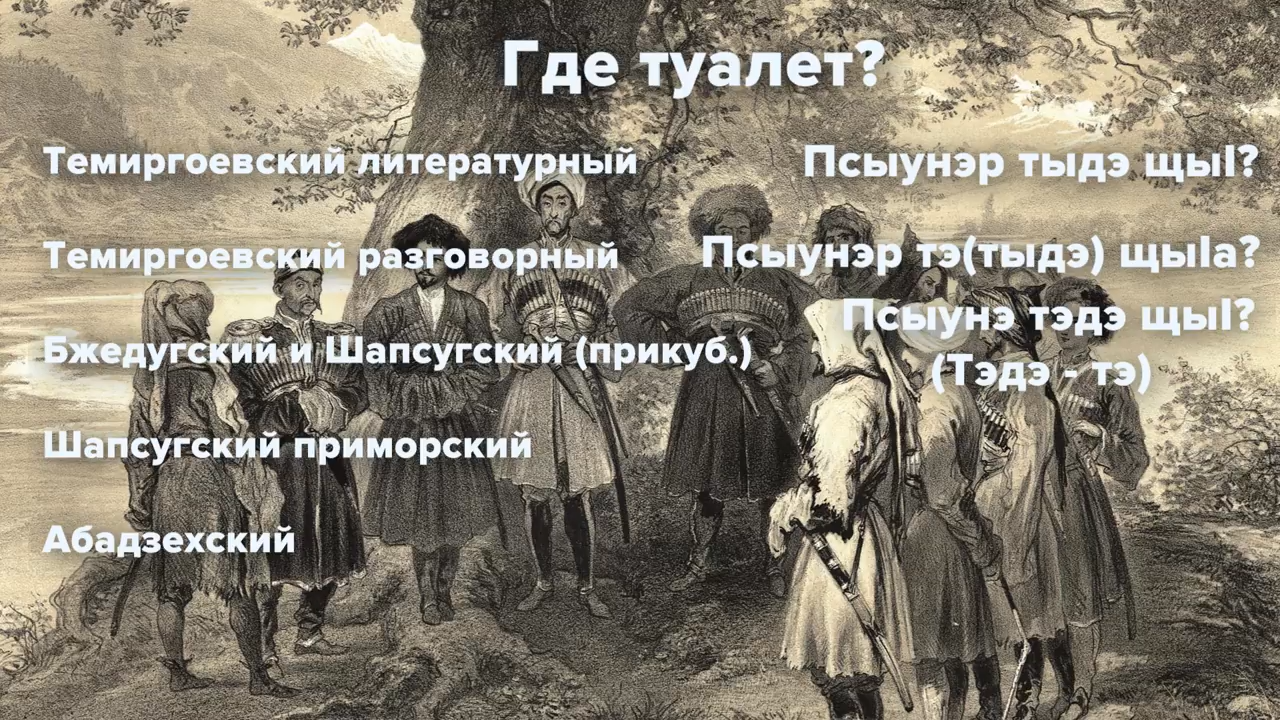 Где туалет?
Темиргоевский литературный
Псыунэр тыдэ щыI?
Темиргоевский разговорный
Псыунэр тэ(тыдэ) щыIа?
Бжедугский и Шапсугский (прикуб.)
Псыунэ тэдэ щыI?
(Тэдэ - тэ)
Шапсугский приморский
Абадзехский